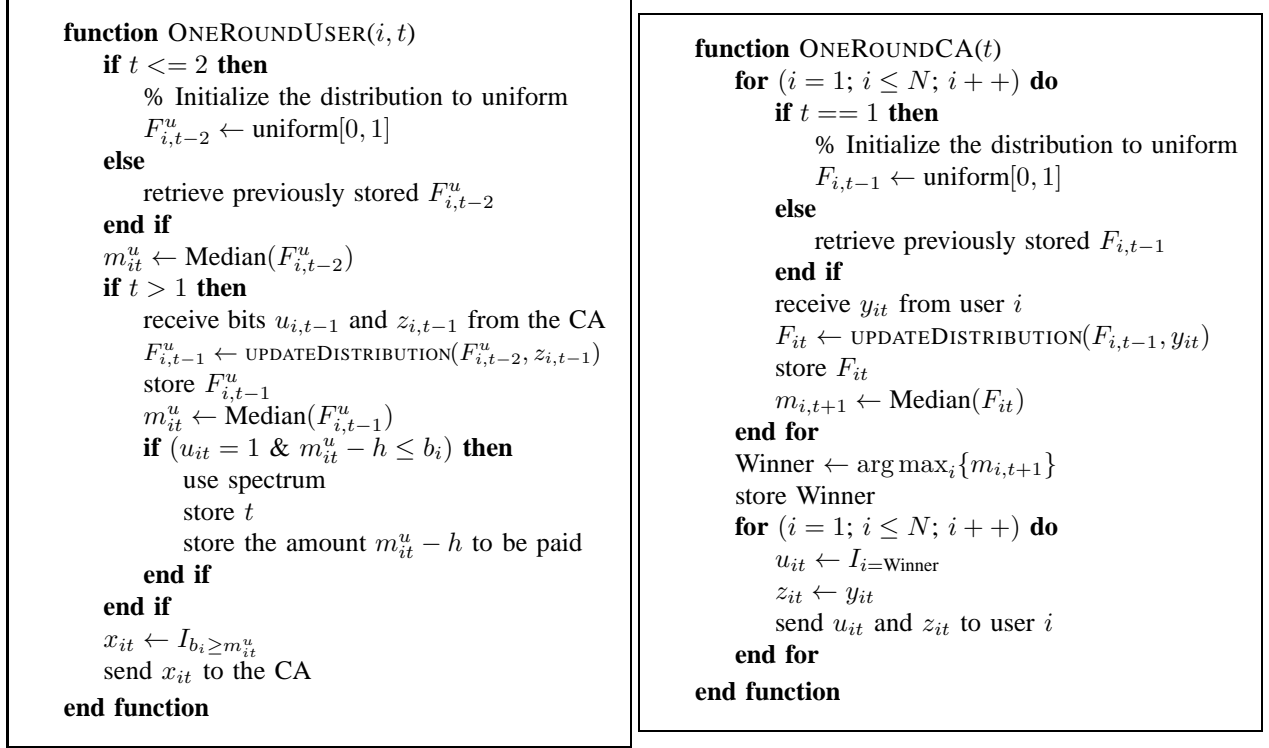 function ONEROUNDUSER(i, t)
if t <= 2 then
% Initialize the distribution to uniform
F^u_{i,t−2} ← uniform[0, 1]
else
retrieve previously stored F^u_{i,t−2}
end if
m^u_{it} ← Median(F^u_{i,t−2})
if t > 1 then
receive bits u_{i,t−1} and z_{i,t−1} from the CA
F^u_{i,t−1} ← UPDATEDISTRIBUTION(F^u_{i,t−2}, z_{i,t−1})
store F^u_{i,t−1}
m^u_{it} ← Median(F^u_{i,t−1})
if (u_{it} = 1 & m^u_{it} − h ≤ b_i) then
use spectrum
store t
store the amount m^u_{it} − h to be paid
end if
end if
x_{it} ← I_{b_i≥m^u_{it}}
send x_{it} to the CA
end function
function ONEROUNDCA(t)
for (i = 1; i ≤ N; i + +) do
if t == 1 then
% Initialize the distribution to uniform
F_{i,t−1} ← uniform[0, 1]
else
retrieve previously stored F_{i,t−1}
end if
receive y_{it} from user i
F_{it} ← UPDATEDISTRIBUTION(F_{i,t−1}, y_{it})
store F_{it}
m_{i,t+1} ← Median(F_{it})
end for
Winner ← arg max_i{m_{i,t+1}}
store Winner
for (i = 1; i ≤ N; i + +) do
u_{it} ← I_{i=Winner}
z_{it} ← y_{it}
send u_{it} and z_{it} to user i
end for
end function